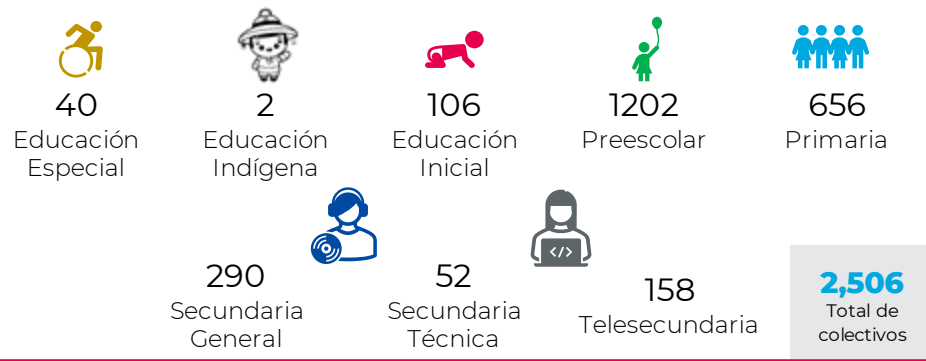 40
Educación
Especial
2
Educación
Indígena
106
Educación
Inicial
1202
Preescolar
656
Primaria
290
Secundaria
General
52
Secundaria
Técnica
</>
158
Telesecundaria
2,506
Total de
colectivos